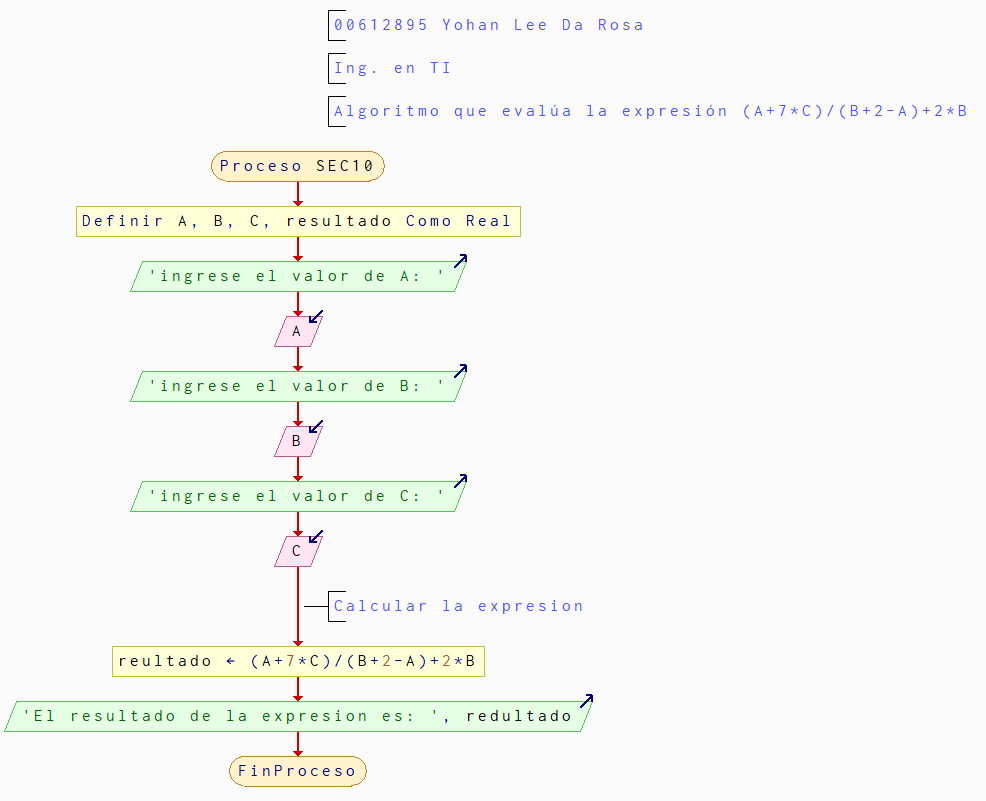 00612895 Yohan Lee Da Rosa
Ing. en TI
Algoritmo que evalúa la expresión (A+7*C)/(B+2-A)+2*B
Proceso SEC10
Definir A, B, C, resultado Como Real
'ingrese el valor de A: '
A
'ingrese el valor de B: '
B
'ingrese el valor de C: '
C
Calcular la expresion
reultado ← (A+7*C)/(B+2-A)+2*B
'El resultado de la expresion es: ', redultado
FinProceso